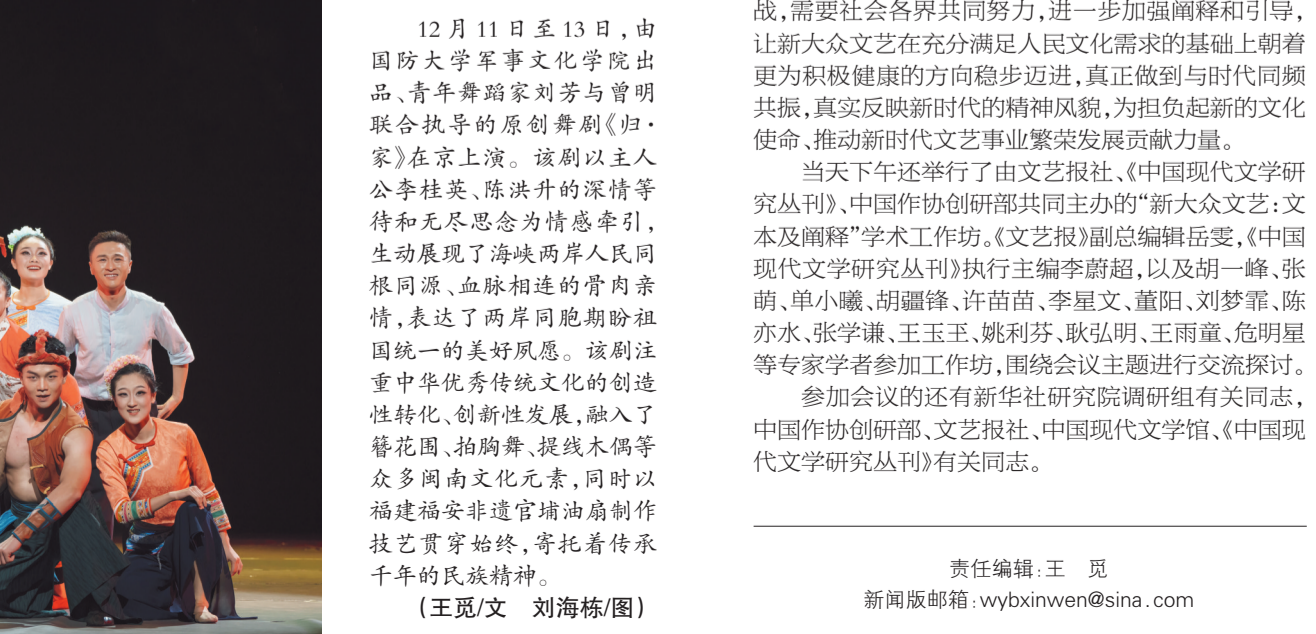 12月11日至13日，由
国防大学军事文化学院出
品、青年舞蹈家刘芳与曾明
联合执导的原创舞剧《归·
家》在京上演。该剧以主人
公李桂英、陈洪升的深情等
待和无尽思念为情感牵引，
生动展现了海峡两岸人民同
根同源、血脉相连的骨肉亲
情，表达了两岸同胞期盼祖
国统一的美好夙愿。该剧注
重中华优秀传统文化的创造
性转化、创新性发展，融入了
簪花围、拍胸舞、提线木偶等
众多闽南文化元素，同时以
福建福安非遗官埔油扇制作
技艺贯穿始终，寄托着传承
千年的民族精神。
（王觅/文　刘海栋/图）
战，需要社会各界共同努力，进一步加强阐释和引导，
让新大众文艺在充分满足人民文化需求的基础上朝着
更为积极健康的方向稳步迈进，真正做到与时代同频
共振，真实反映新时代的精神风貌，为担负起新的文化
使命、推动新时代文艺事业繁荣发展贡献力量。
当天下午还举行了由文艺报社、《中国现代文学研
究丛刊》、中国作协创研部共同主办的“新大众文艺：文
本及阐释”学术工作坊。《文艺报》副总编辑岳雯，《中国
现代文学研究丛刊》执行主编李蔚超，以及胡一峰、张
萌、单小曦、胡疆锋、许苗苗、李星文、董阳、刘梦霏、陈
亦水、张学谦、王玉玊、姚利芬、耿弘明、王雨童、危明星
等专家学者参加工作坊，围绕会议主题进行交流探讨。
参加会议的还有新华社研究院调研组有关同志，
中国作协创研部、文艺报社、中国现代文学馆、《中国现
代文学研究丛刊》有关同志。
责任编辑：王　觅
新闻版邮箱：wybxinwen@sina.com